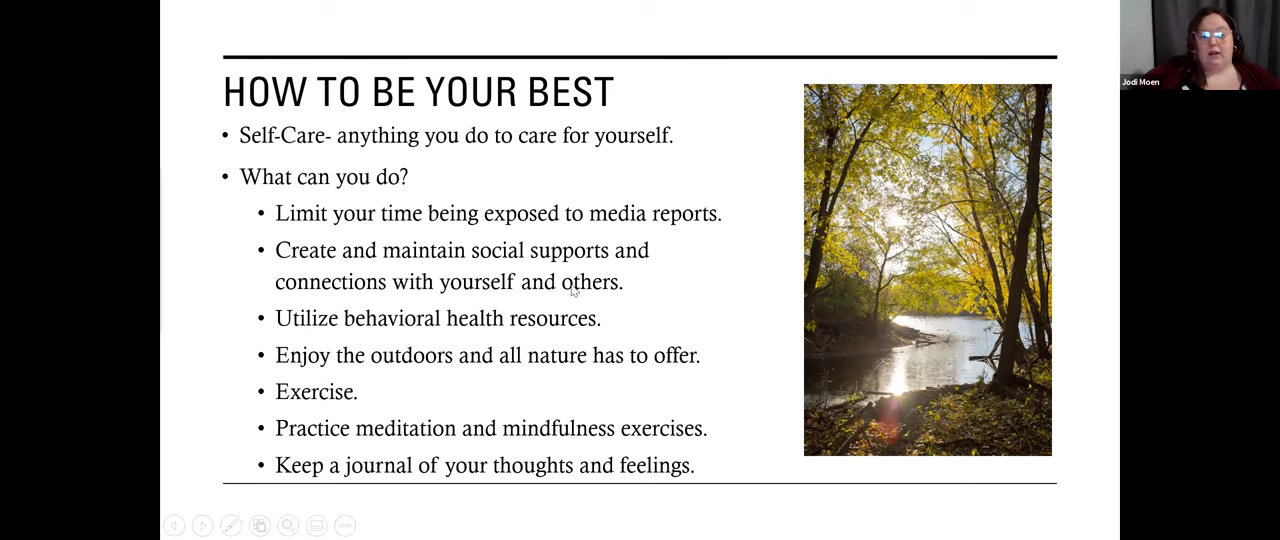 HOW TO BE YOUR BEST
• Self-Care- anything you do to care for yourself.
• What can you do?
• Limit your time being exposed to media reports.
• Create and maintain social supports and
connections with yourself and others.
• Utilize behavioral health resources.
• Enjoy the outdoors and all nature has to offer.
• Exercise.
• Practice meditation and mindfulness exercises.
• Keep a journal of your thoughts and feelings.
Jodi Moen